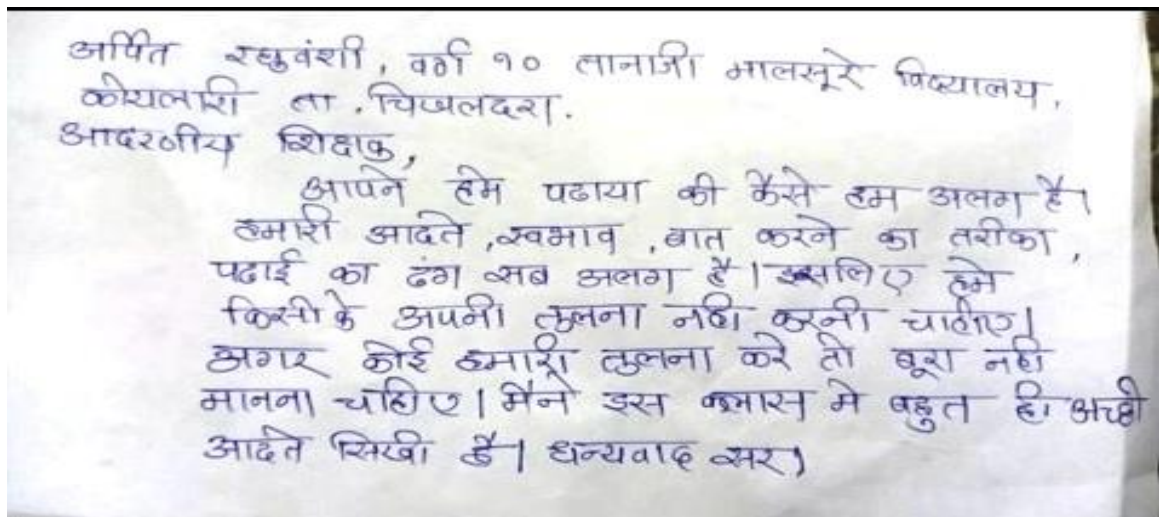 अर्पित रघुवंशी, वर्ग १० तानाजी मालसूरे विद्यालय,
कोयलारी ता. चिखलदरा.
आदरणीय शिक्षक,
आपने हमे पढाया की कैसे हम अलग है।
हमारी आदते, स्वभाव, बात करने का तरीका,
पढाई का ढंग सब अलग है। इसलिए हमे
किसीके अपनी तुलना नही करनी चाहीए।
अगर कोई हमारी तुलना करे तो बूरा नही
मानना चाहीए। मैने इस क्लास मे बहुत ही अच्छी
आदते सिखी है। धन्यवाद सर।